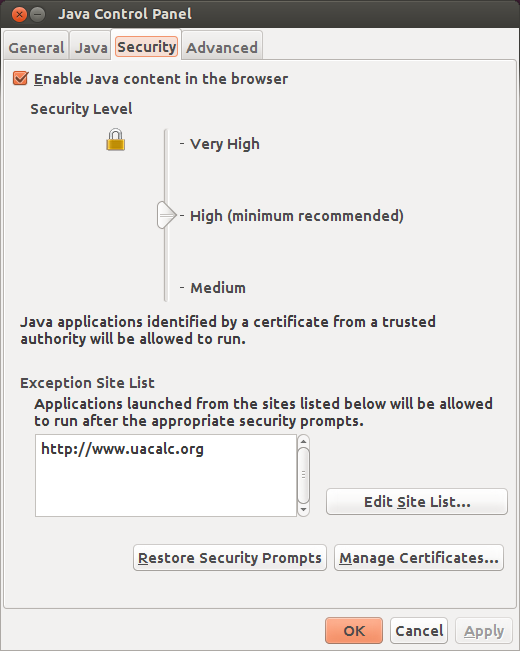 Java Control Panel
General Java Security Advanced
Enable Java content in the browser
Security Level
- Very High
- High (minimum recommended)
- Medium
Java applications identified by a certificate from a trusted
authority will be allowed to run.
Exception Site List
Applications launched from the sites listed below will be allowed
to run after the appropriate security prompts.
http://www.uacalc.org
Edit Site List...
Restore Security Prompts Manage Certificates...
OK Cancel Apply